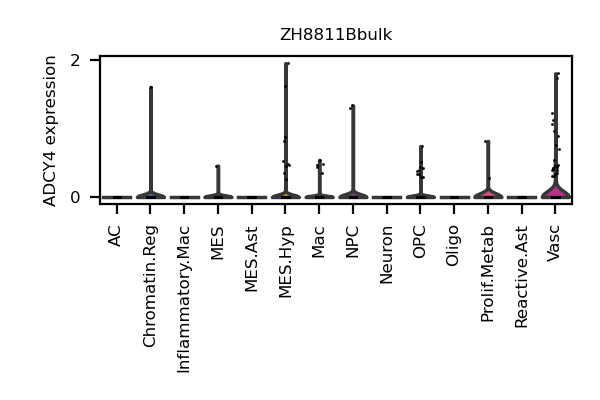 ZH8811Bbulk
ADCY4 expression
2
0
AC
Chromatin.Reg
Inflammatory.Mac
MES
MES.Ast
MES.Hyp
Mac
NPC
Neuron
OPC
Oligo
Prolif.Metab
Reactive.Ast
Vasc